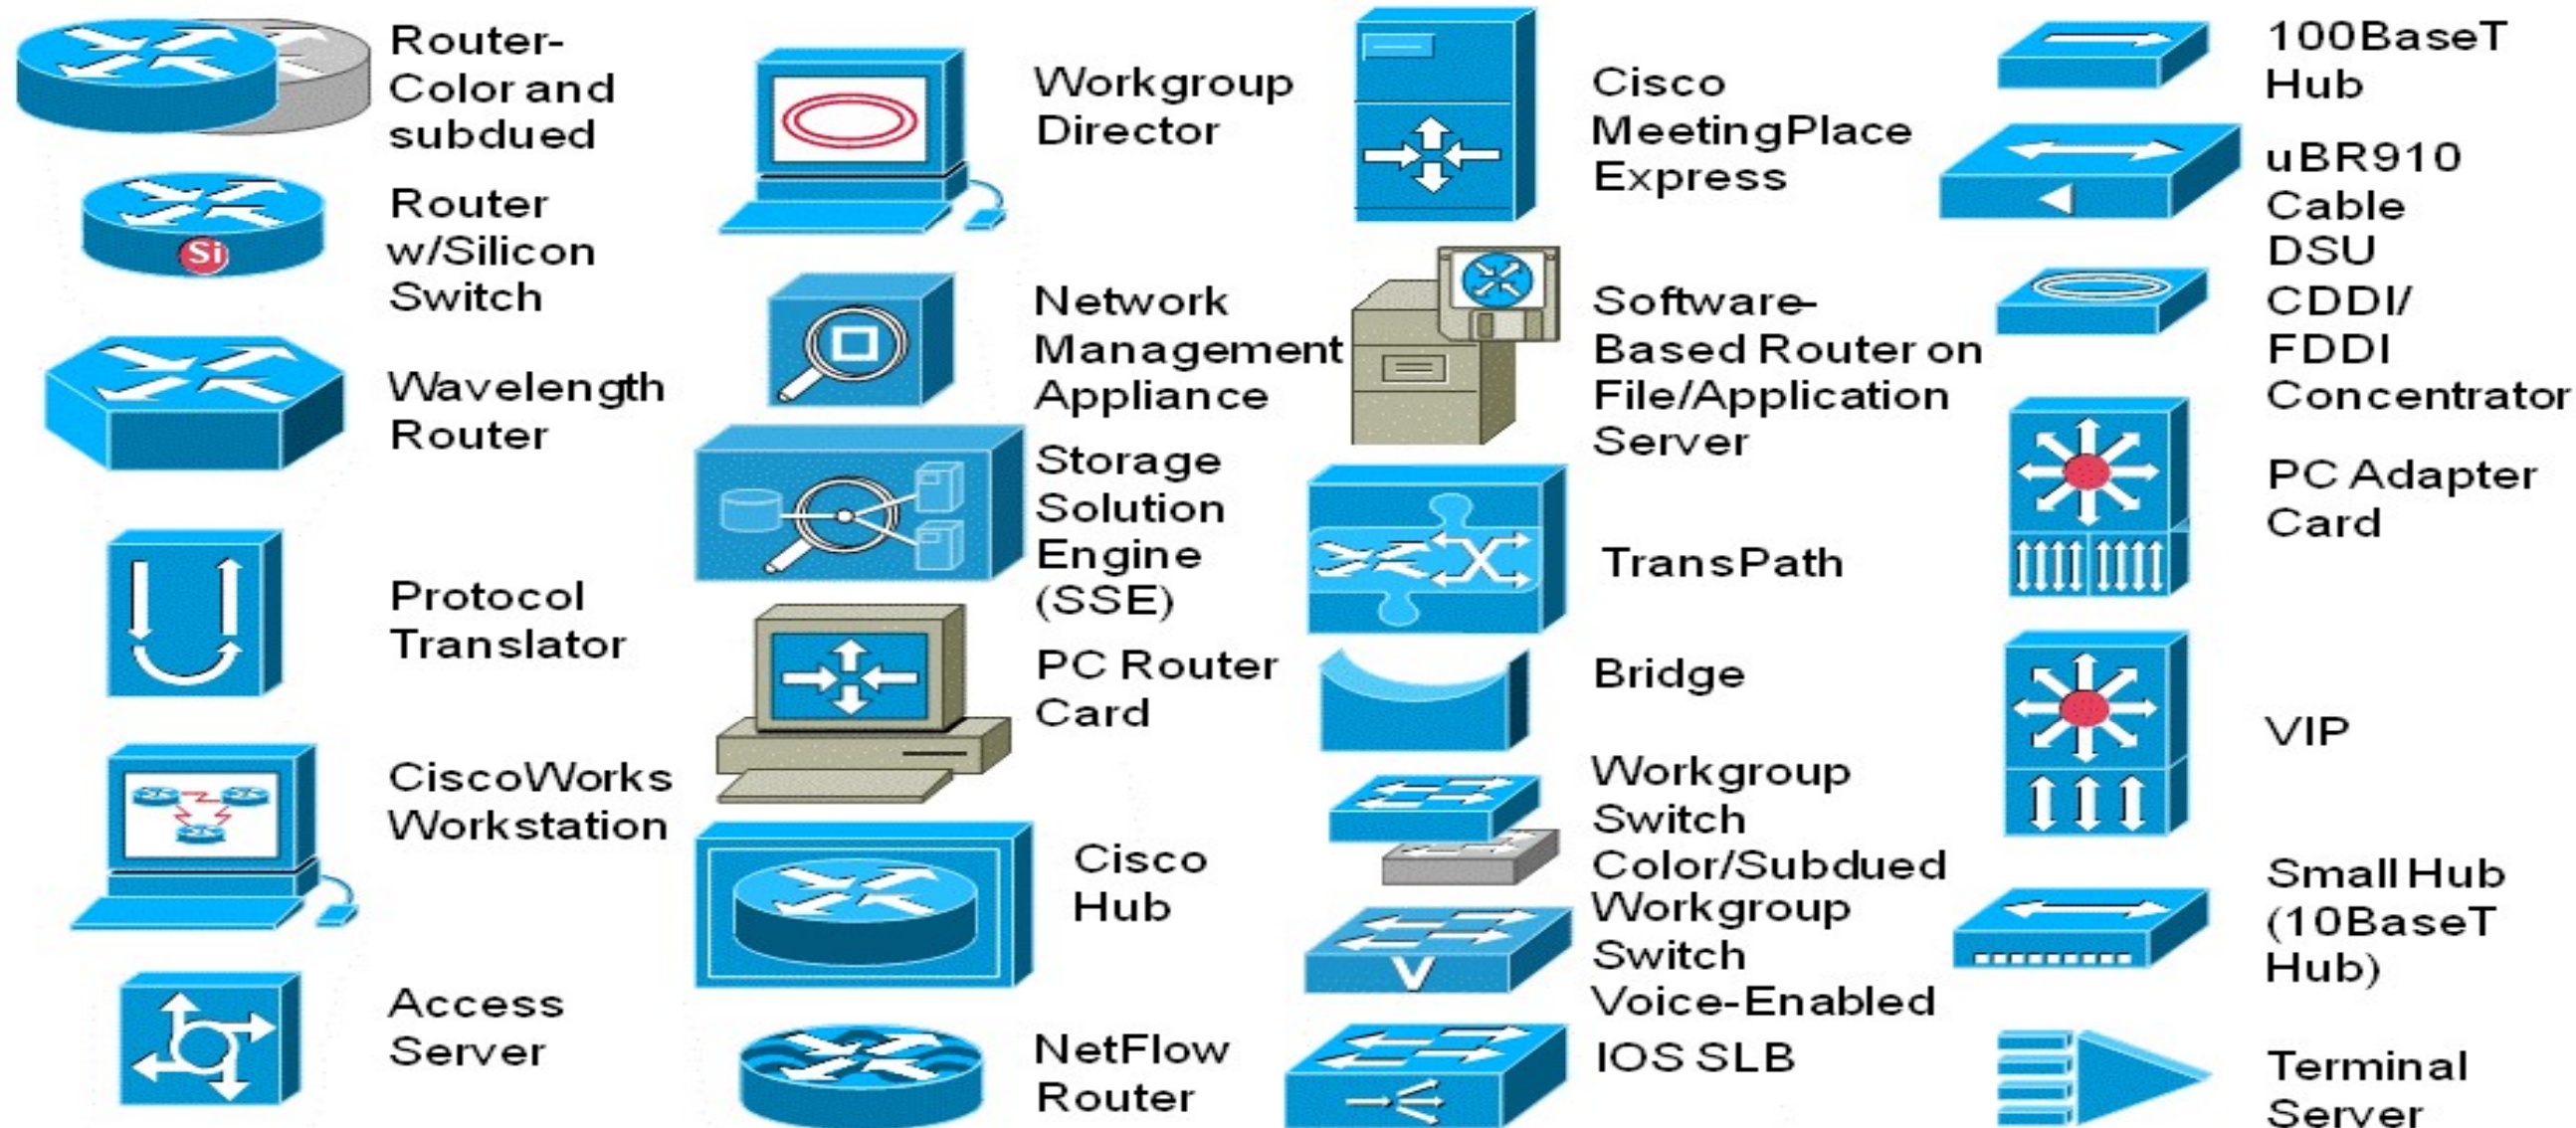 Router-
Color and
subdued
Router
w/Silicon
Switch
Si
Wavelength
Router
Protocol
Translator
CiscoWorks
Workstation
Access
Server
Workgroup
Director
Network
Management
Appliance
Storage
Solution
Engine
(SSE)
PC Router
Card
Cisco
Hub
NetFlow
Router
Cisco
MeetingPlace
Express
Software-
Based Router on
File/Application
Server
TransPath
Bridge
Workgroup
Switch
Color/Subdued
Workgroup
Switch
Voice-Enabled
V
IOS SLB
100BaseT
Hub
uBR910
Cable
DSU
CDDI/
FDDI
Concentrator
PC Adapter
Card
VIP
Small Hub
(10BaseT
Hub)
Terminal
Server